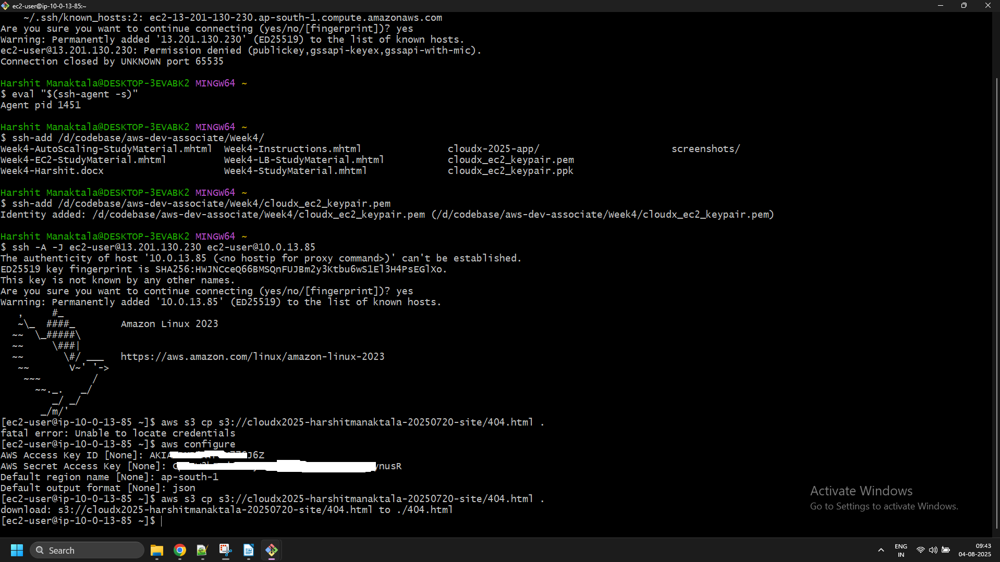 ec2-user@ip-10-0-13-85:~
~/.ssh/known_hosts:2: ec2-13-201-130-230.ap-south-1.compute.amazonaws.com
Are you sure you want to continue connecting (yes/no/[fingerprint])? yes
Warning: Permanently added '13.201.130.230' (ED25519) to the list of known hosts.
ec2-user@13.201.130.230: Permission denied (publickey,gssapi-keyex,gssapi-with-mic).
Connection closed by UNKNOWN port 65535
Harshit Manaktala@DESKTOP-3EVABK2 MINGW64 ~
$ eval "$(ssh-agent -s)"
Agent pid 1451
Harshit Manaktala@DESKTOP-3EVABK2 MINGW64 ~
$ ssh-add /d/codebase/aws-dev-associate/Week4/
Week4-AutoScaling-StudyMaterial.mhtml Week4-Instructions.mhtml cloudx-2025-app/ screenshots/
Week4-EC2-StudyMaterial.mhtml Week4-LB-StudyMaterial.mhtml cloudx_ec2_keypair.pem
Week4-Harshit.docx Week4-StudyMaterial.mhtml cloudx_ec2_keypair.ppk
Harshit Manaktala@DESKTOP-3EVABK2 MINGW64 ~
$ ssh-add /d/codebase/aws-dev-associate/Week4/cloudx_ec2_keypair.pem
Identity added: /d/codebase/aws-dev-associate/Week4/cloudx_ec2_keypair.pem (/d/codebase/aws-dev-associate/Week4/cloudx_ec2_keypair.pem)
Harshit Manaktala@DESKTOP-3EVABK2 MINGW64 ~
$ ssh -A -J ec2-user@13.201.130.230 ec2-user@10.0.13.85
The authenticity of host '10.0.13.85 (<no hostip for proxy command>)' can't be established.
ED25519 key fingerprint is SHA256:HWJNCceQ66BMSQnFUJBm2y3Ktbu6wS1El3H4PsEGlXo.
This key is not known by any other names.
Are you sure you want to continue connecting (yes/no/[fingerprint])? yes
Warning: Permanently added '10.0.13.85' (ED25519) to the list of known hosts.
   ,     #_
   ~\_  ####_        Amazon Linux 2023
  ~~  \_#####\
  ~~     \###|
  ~~       \#/ ___   https://aws.amazon.com/linux/amazon-linux-2023
   ~~       V~' '->
    ~~~         /
      ~~._.   _/
         _/ _/
       _/m/'
[ec2-user@ip-10-0-13-85 ~]$ aws s3 cp s3://cloudx2025-harshitmanaktala-20250720-site/404.html .
fatal error: Unable to locate credentials
[ec2-user@ip-10-0-13-85 ~]$ aws configure
AWS Access Key ID [None]: AKIA J6Z
AWS Secret Access Key [None]: ynusR
Default region name [None]: ap-south-1
Default output format [None]: json
[ec2-user@ip-10-0-13-85 ~]$ aws s3 cp s3://cloudx2025-harshitmanaktala-20250720-site/404.html .
download: s3://cloudx2025-harshitmanaktala-20250720-site/404.html to ./404.html
[ec2-user@ip-10-0-13-85 ~]$
Activate Windows
Go to Settings to activate Windows.
Search
ENG
IN
09:43
04-08-2025